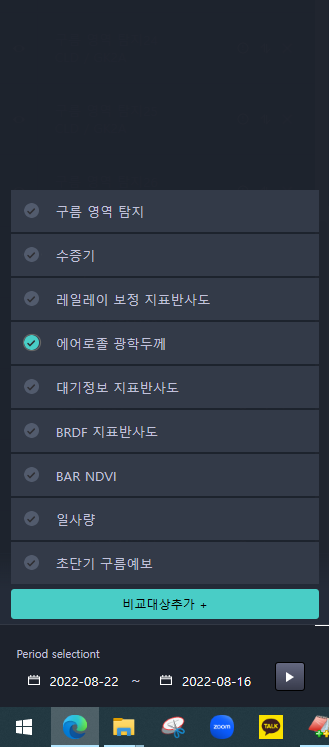 구름 영역 탐지
수증기
레일레이 보정 지표반사도
에어로졸 광학두께
대기정보 지표반사도
BRDF 지표반사도
BAR NDVI
일사량
초단기 구름예보
비교대상추가 +
Period selectiont
2022-08-22 ~ 2022-08-16
zoom
TALK